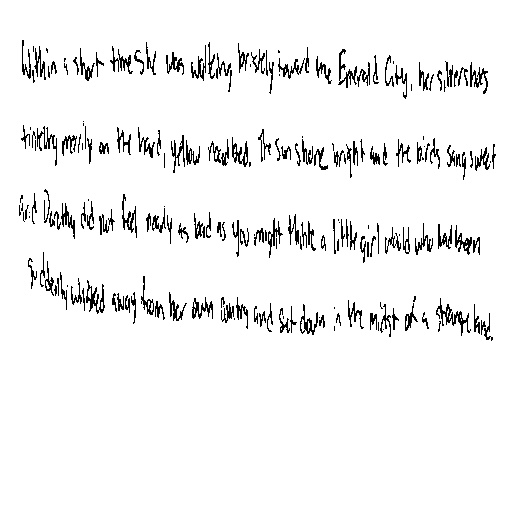 Within a short time she was walking briskly toward the Emerald City, her silver shoes
tinkling merrily on the hard, yellow roadbed. The sun shone bright and the birds sang sweet
and Dorothy did not feel nearly as bad as you might think a little girl would who had been
suddenly whisked away from her own country and set down in the midst of a strange land.